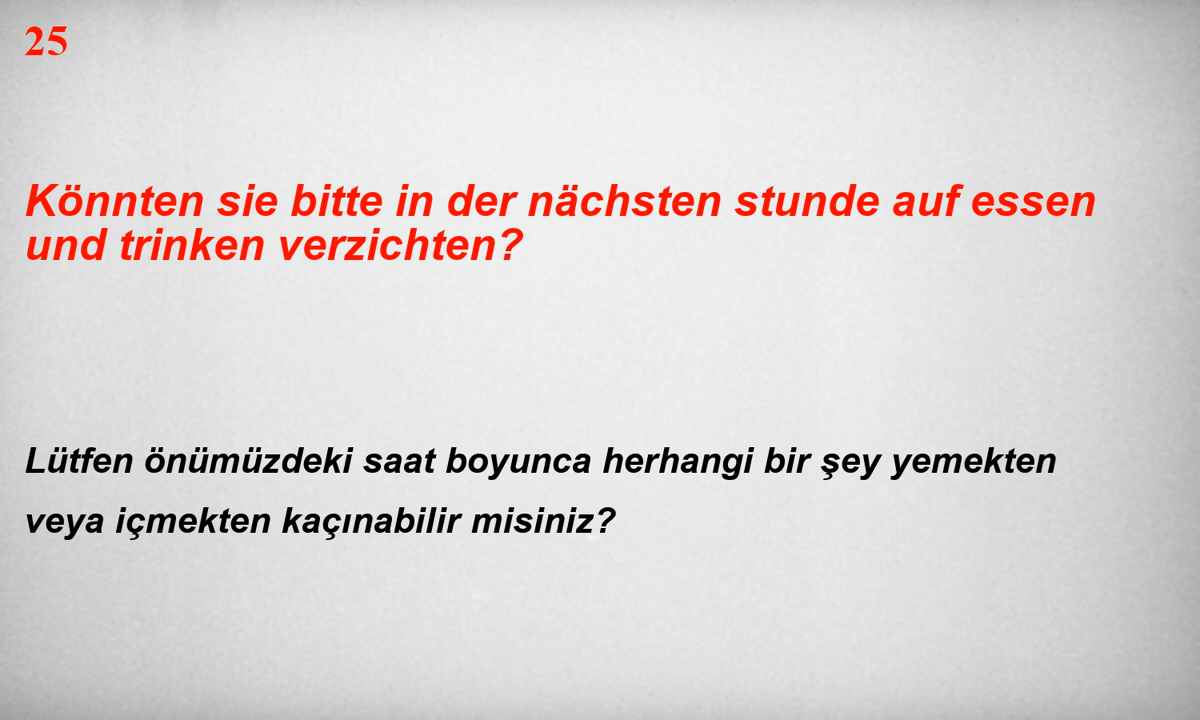 25
Könnten sie bitte in der nächsten stunde auf essen
und trinken verzichten?
Lütfen önümüzdeki saat boyunca herhangi bir şey yemekten
veya içmekten kaçınabilir misiniz?